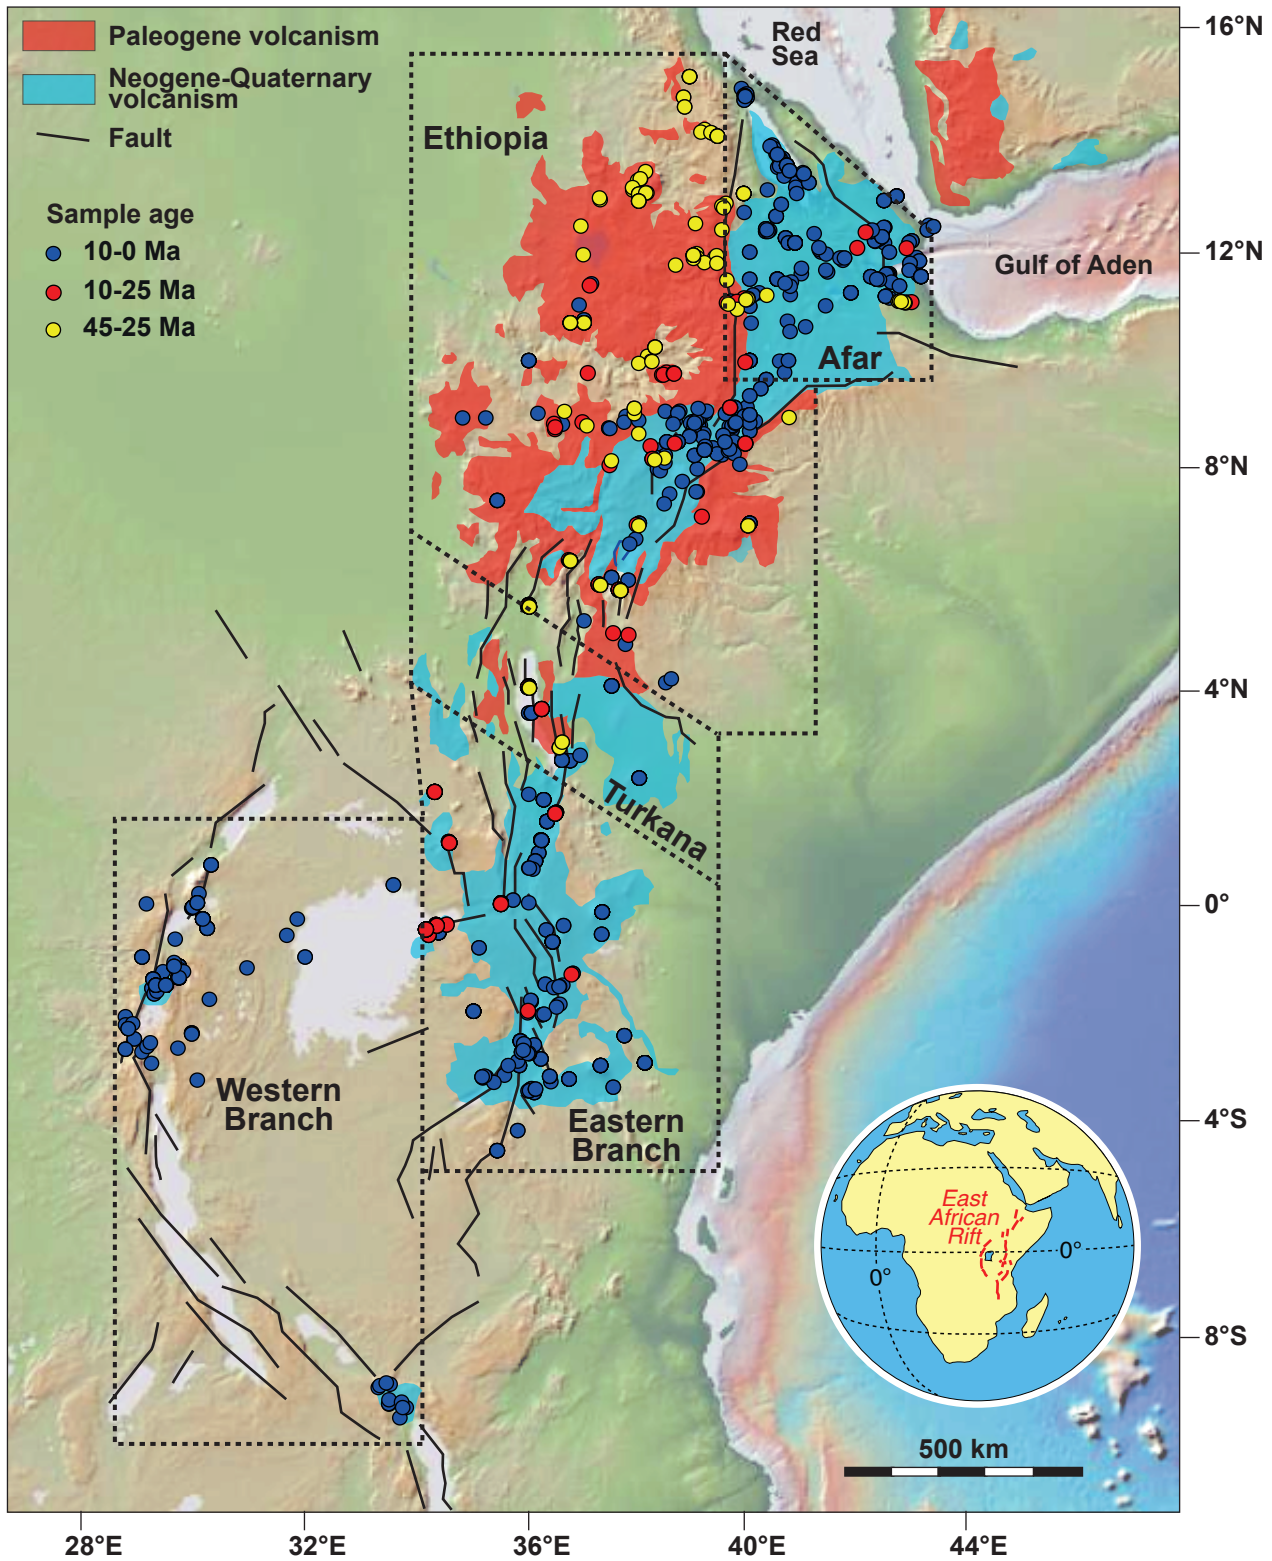 Paleogene volcanism
Neogene-Quaternary
volcanism
Fault
Sample age
10-0 Ma
10-25 Ma
45-25 Ma
Red
Sea
Ethiopia
Gulf of Aden
Afar
Turkana
Western
Branch
Eastern
Branch
East
African
Rift
0°
0°
500 km
16°N
12°N
8°N
4°N
0°
4°S
8°S
28°E
32°E
36°E
40°E
44°E